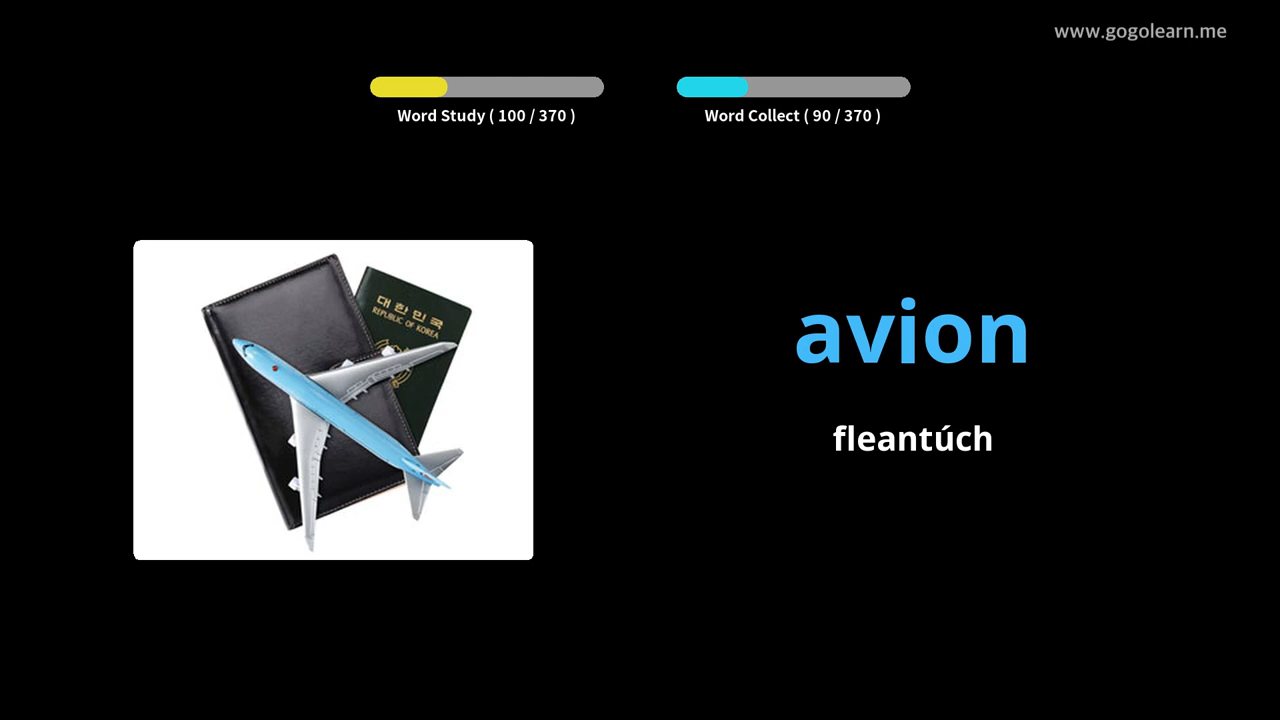 www.gogolearn.me
Word Study ( 100 / 370 )
Word Collect ( 90 / 370 )
대한민국
REPUBLIC OF KOREA
avion
fleantúch